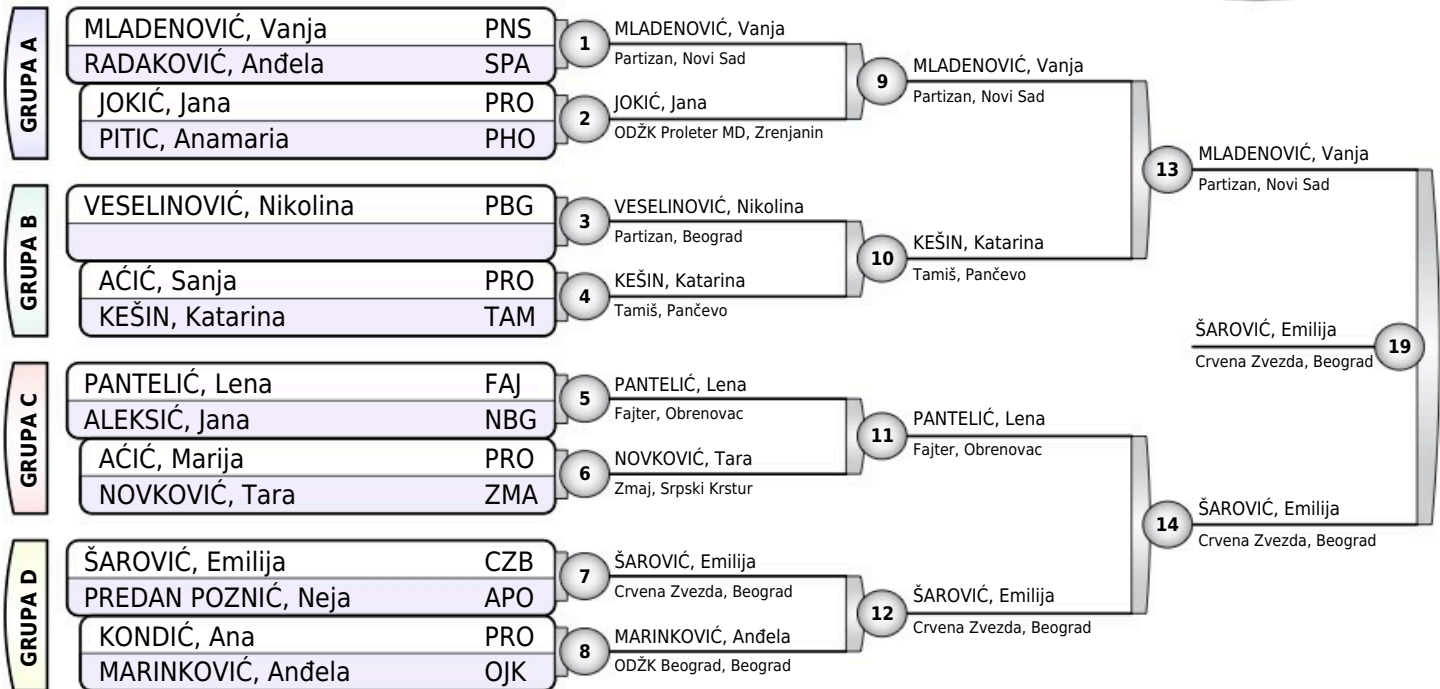 GRUPA A
MLADENOVIĆ, Vanja PNS
RADAKOVIĆ, Anđela SPA
JOKIĆ, Jana PRO
PITIC, Anamaria PHO
GRUPA B
VESELINOVIĆ, Nikolina PBG
AĆIĆ, Sanja PRO
KEŠIN, Katarina TAM
GRUPA C
PANTELIĆ, Lena FAJ
ALEKSIĆ, Jana NBG
AĆIĆ, Marija PRO
NOVKOVIĆ, Tara ZMA
GRUPA D
ŠAROVIĆ, Emilija CZB
PREDAN POZNIĆ, Neja APO
KONDIĆ, Ana PRO
MARINKOVIĆ, Anđela OJK
1
MLADENOVIĆ, Vanja
Partizan, Novi Sad
2
JOKIĆ, Jana
ODŽK Proleter MD, Zrenjanin
3
VESELINOVIĆ, Nikolina
Partizan, Beograd
4
KEŠIN, Katarina
Tamiš, Pančevo
5
PANTELIĆ, Lena
Fajter, Obrenovac
6
NOVKOVIĆ, Tara
Zmaj, Srpski Krstur
7
ŠAROVIĆ, Emilija
Crvena Zvezda, Beograd
8
MARINKOVIĆ, Anđela
ODŽK Beograd, Beograd
9
MLADENOVIĆ, Vanja
Partizan, Novi Sad
10
KEŠIN, Katarina
Tamiš, Pančevo
11
PANTELIĆ, Lena
Fajter, Obrenovac
12
ŠAROVIĆ, Emilija
Crvena Zvezda, Beograd
13
MLADENOVIĆ, Vanja
Partizan, Novi Sad
14
ŠAROVIĆ, Emilija
Crvena Zvezda, Beograd
ŠAROVIĆ, Emilija
Crvena Zvezda, Beograd
19